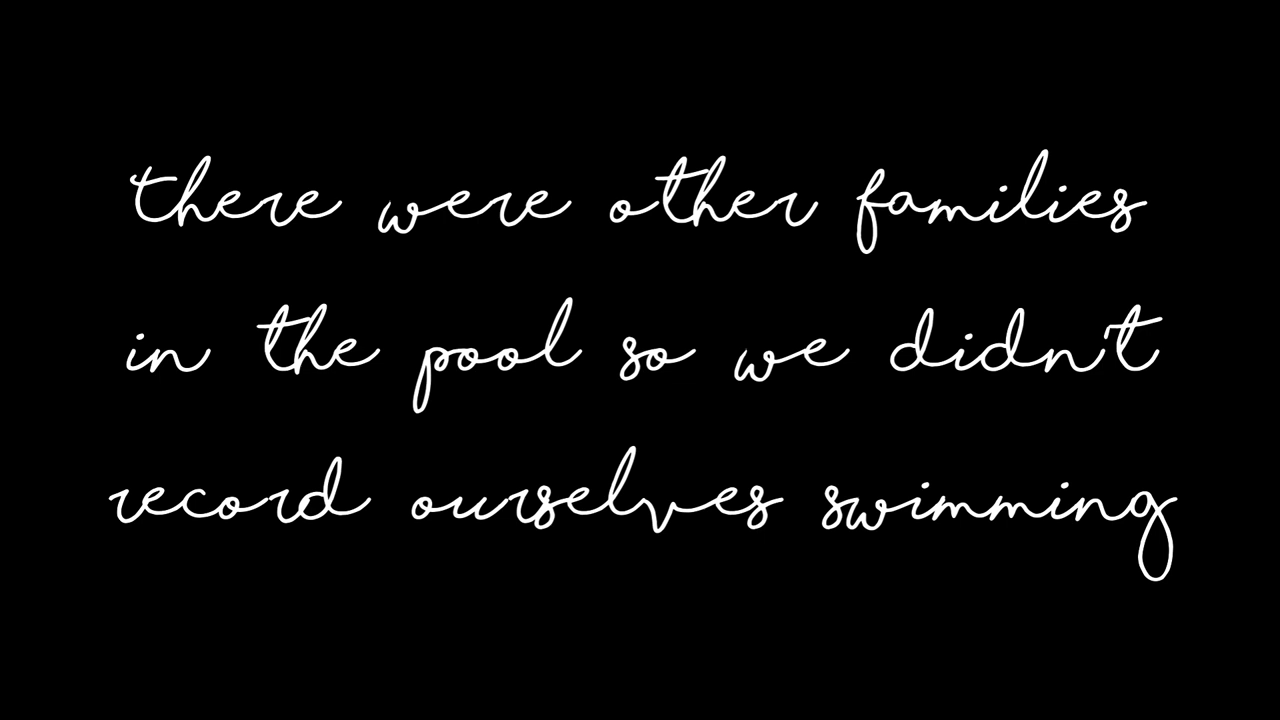 there were other families
in the pool so we didn't
record ourselves swimming